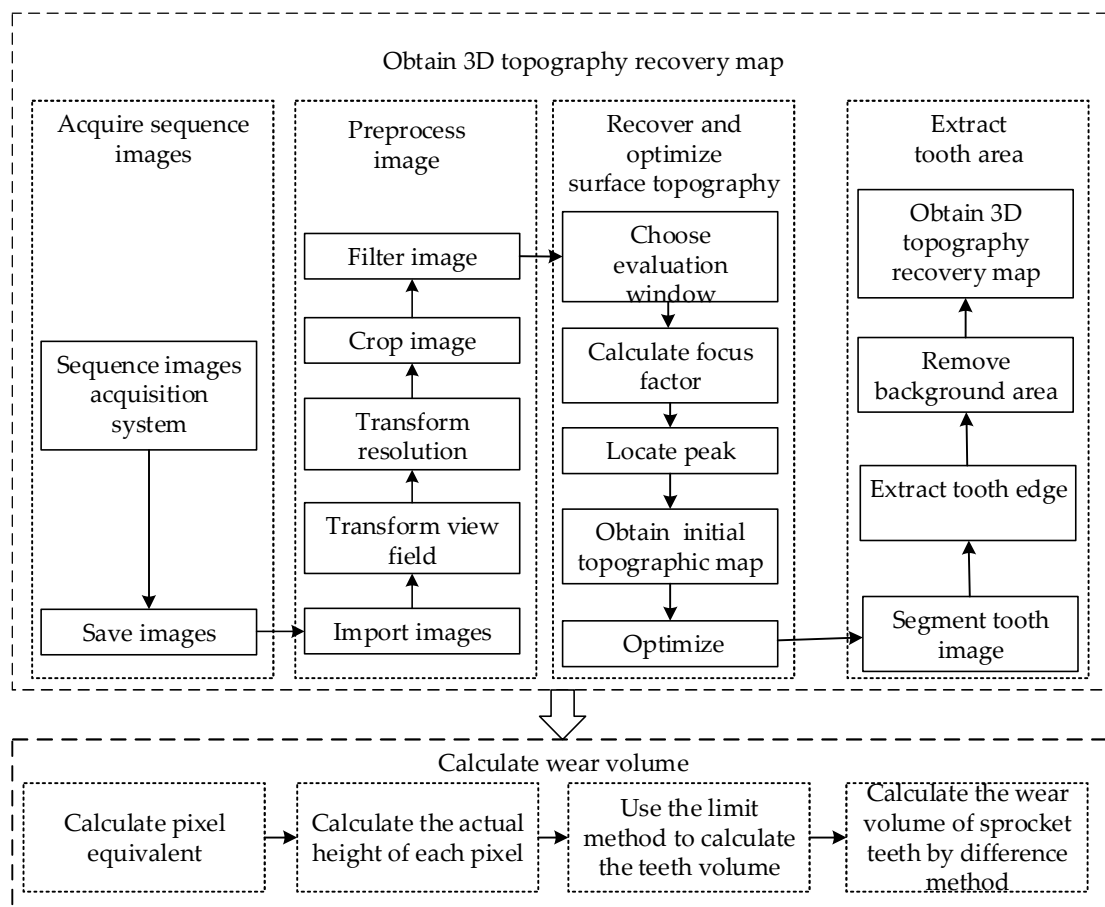 Obtain 3D topography recovery map
Acquire sequence
images
Sequence images
acquisition
system
Save images
Preprocess
image
Filter image
Crop image
Transform
resolution
Transform view
field
Import images
Recover and
optimize
surface topography
Choose
evaluation
window
Calculate focus
factor
Locate peak
Obtain initial
topographic map
Optimize
Extract
tooth area
Obtain 3D
topography
recovery map
Remove
background area
Extract tooth edge
Segment tooth
image
Calculate wear volume
Calculate pixel
equivalent
Calculate the actual
height of each pixel
Use the limit
method to calculate
the teeth volume
Calculate the wear
volume of sprocket
teeth by difference
method